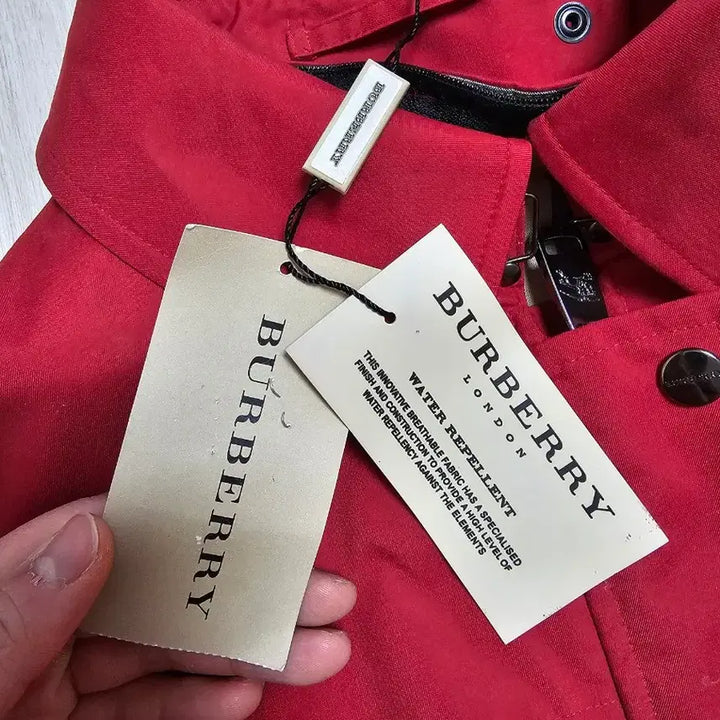 BURBERRY
BURBERRY
BURBERRY
LONDON
WATER REPELLENT
THIS INNOVATIVE BREATHABLE FABRIC HAS A SPECIALISED
FINISH AND CONSTRUCTION TO PROVIDE A HIGH LEVEL OF
WATER REPELLENCY AGAINST THE ELEMENTS